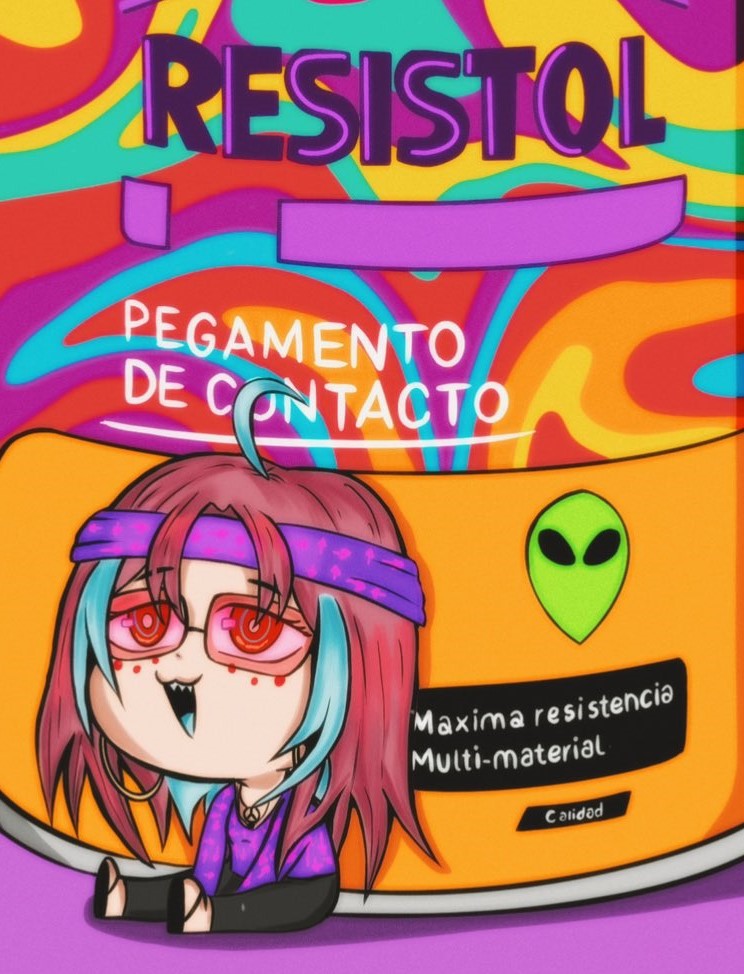 RESISTOL
PEGAMENTO
DE CONTACTO
Maxima resistencia
Multi-material
Calidad